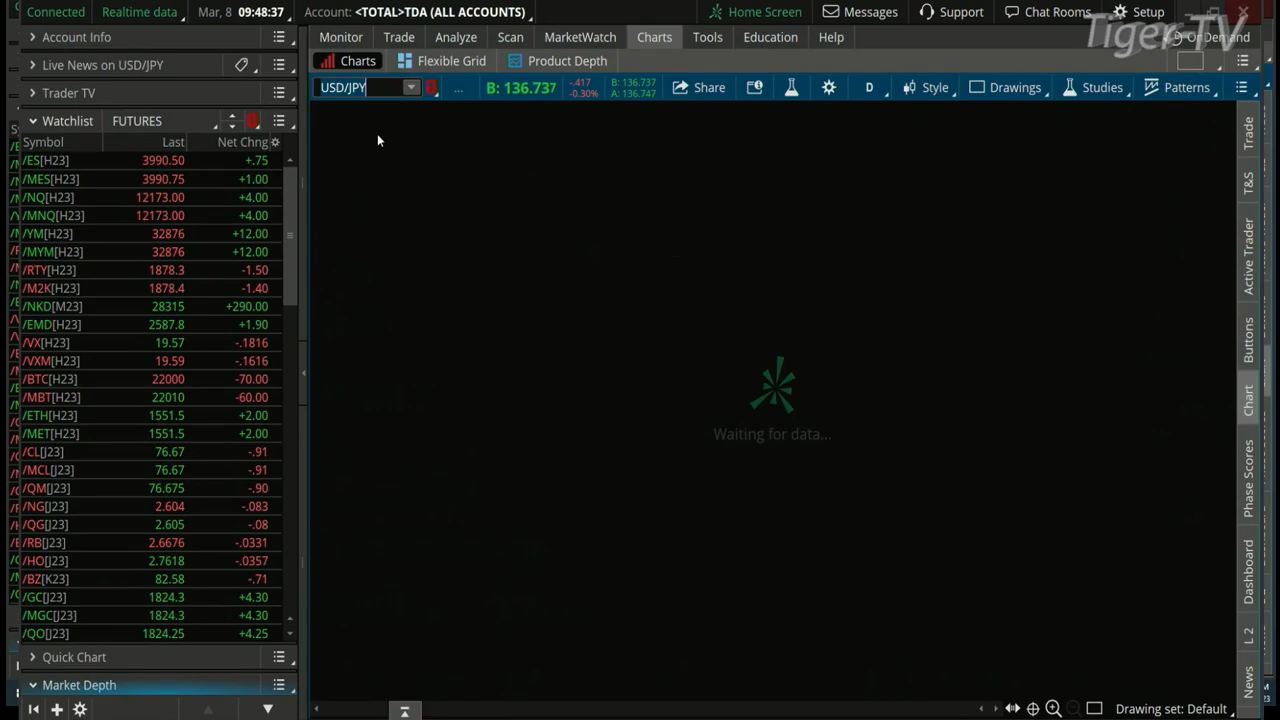 Connected Realtime data Mar, 8 09:48:37 Account: <TOTAL>TDA (ALL ACCOUNTS) Home Screen Messages Support Chat Rooms Setup
TigerTV
OnDemand
Account Info
Monitor Trade Analyze Scan MarketWatch Charts Tools Education Help
Live News on USD/JPY
Charts Flexible Grid Product Depth
Trader TV
USD/JPY ... B: 136.737 -.417 -0.30% B: 136.737 A: 136.747 Share D Style Drawings Studies Patterns
Watchlist FUTURES
Symbol Last Net Chng
/ES[H23] 3990.50 +.75
/MES[H23] 3990.75 +1.00
/NQ[H23] 12173.00 +4.00
/MNQ[H23] 12173.00 +4.00
/YM[H23] 32876 +12.00
/MYM[H23] 32876 +12.00
/RTY[H23] 1878.3 -1.50
/M2K[H23] 1878.4 -1.40
/NKD[M23] 28315 +290.00
/EMD[H23] 2587.8 +1.90
/VX[H23] 19.57 -.1816
/VXM[H23] 19.59 -.1616
/BTC[H23] 22000 -70.00
/MBT[H23] 22010 -60.00
/ETH[H23] 1551.5 +2.00
/MET[H23] 1551.5 +2.00
/CL[J23] 76.67 -.91
/MCL[J23] 76.67 -.91
/QM[J23] 76.675 -.90
/NG[J23] 2.604 -.083
/QG[J23] 2.605 -.08
/RB[J23] 2.6676 -.0331
/HO[J23] 2.7618 -.0357
/BZ[K23] 82.58 -.71
/GC[J23] 1824.3 +4.30
/MGC[J23] 1824.3 +4.30
/QO[J23] 1824.25 +4.25
Quick Chart
Market Depth
Waiting for data...
Trade
T&S
Active Trader
Buttons
Chart
Phase Scores
Dashboard
L 2
News
Drawing set: Default